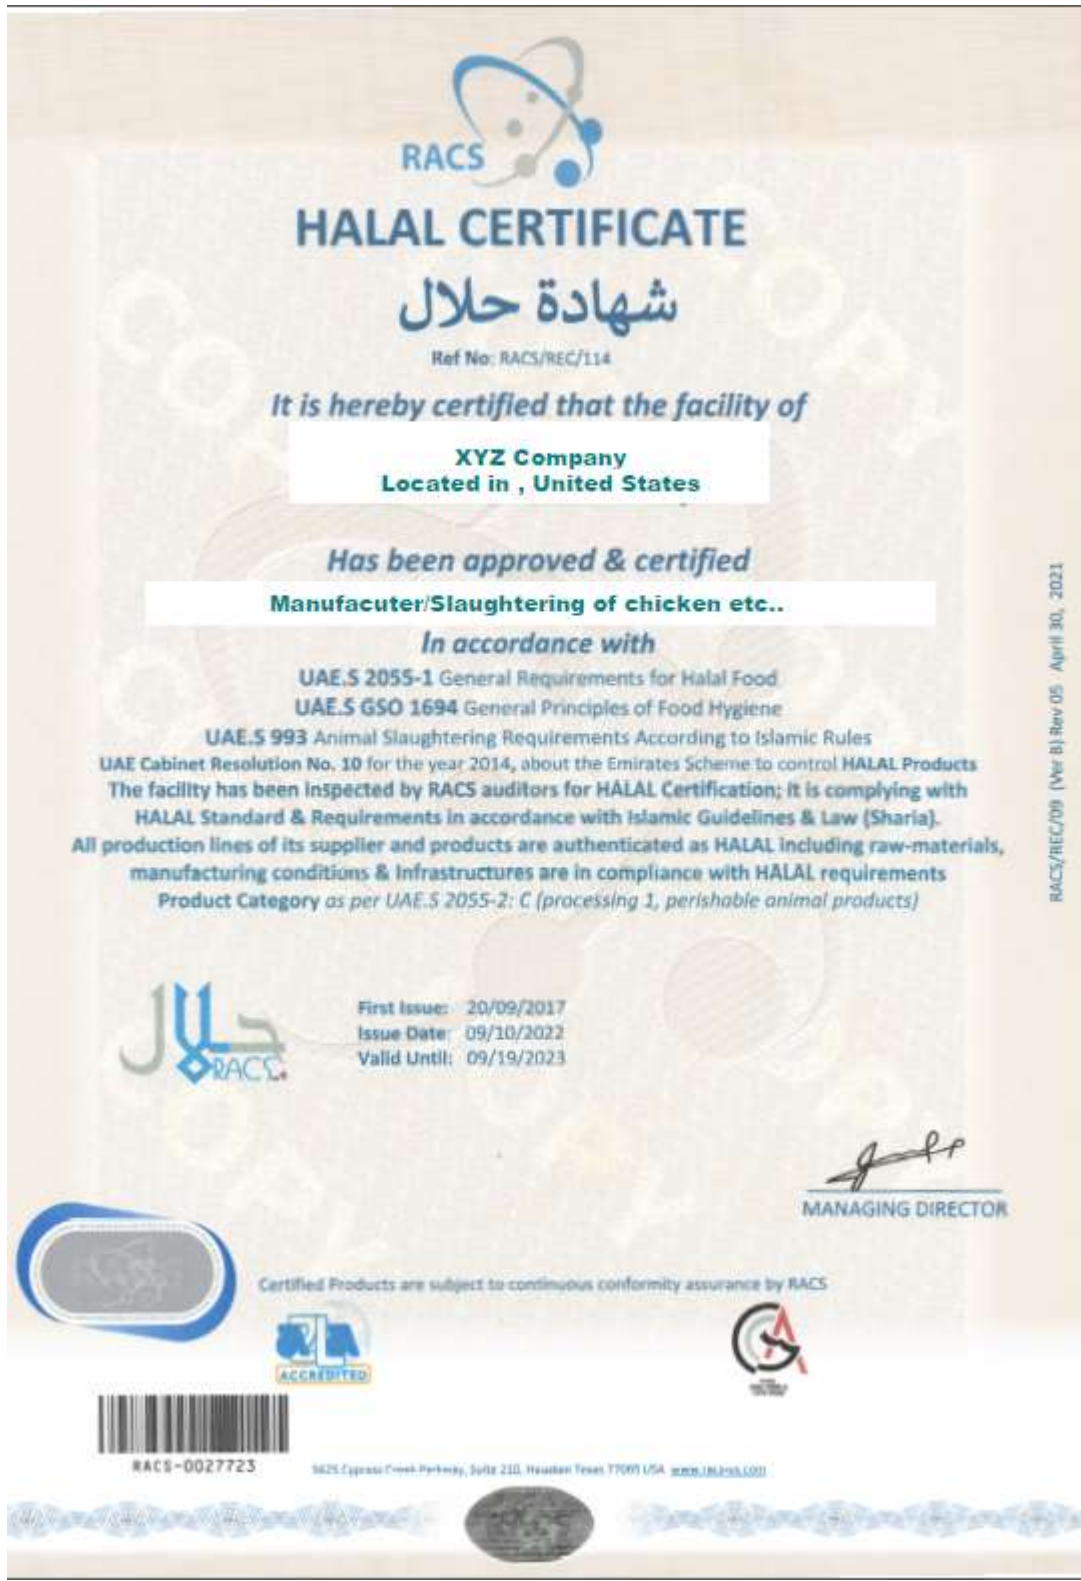 RACS
HALAL CERTIFICATE
شهادة حلال
Ref No: RACS/REC/114
It is hereby certified that the facility of
XYZ Company
Located in , United States
Has been approved & certified
Manufacuter/Slaughtering of chicken etc..
In accordance with
UAE.S 2055-1 General Requirements for Halal Food
UAE.S GSO 1694 General Principles of Food Hygiene
UAE.S 993 Animal Slaughtering Requirements According to Islamic Rules
UAE Cabinet Resolution No. 10 for the year 2014, about the Emirates Scheme to control HALAL Products
The facility has been inspected by RACS auditors for HALAL Certification; it is complying with
HALAL Standard & Requirements in accordance with Islamic Guidelines & Law (Sharia).
All production lines of its supplier and products are authenticated as HALAL including raw-materials,
manufacturing conditions & Infrastructures are in compliance with HALAL requirements
Product Category as per UAE.S 2055-2: C (processing 1, perishable animal products)
RACS/REC/09 (Ver B) Rev 05 April 30, 2021
حلال
RACS
First Issue: 20/09/2017
Issue Date: 09/10/2022
Valid Until: 09/19/2023
MANAGING DIRECTOR
Certified Products are subject to continuous conformity assurance by RACS
ACCREDITED
RACS-0027723
Cypress Creek Parkway, Suite 210, Houston Texas USA
COPY